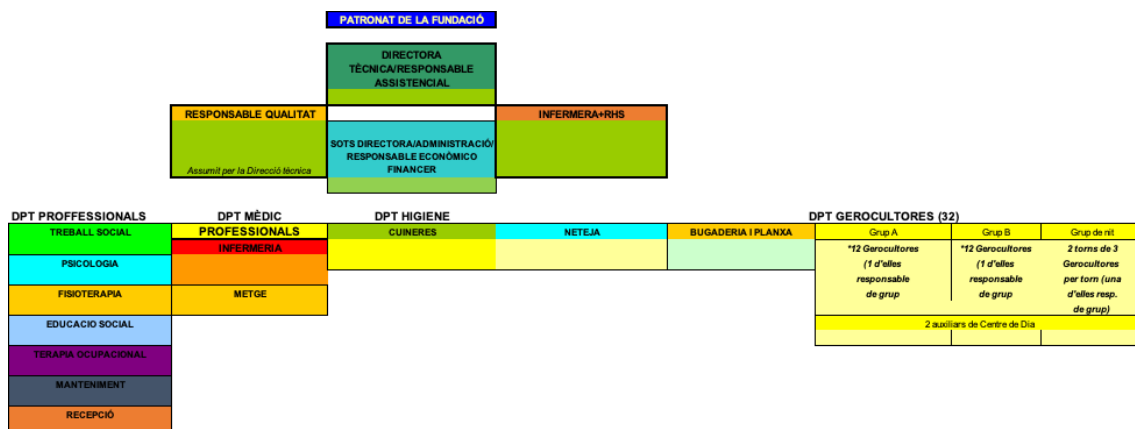 PATRONAT DE LA FUNDACIÓ
DIRECTORA
TÈCNICA/RESPONSABLE
ASSISTENCIAL
RESPONSABLE QUALITAT
INFERMERA+RHS
Assumit per la Direcció tècnica
SOTS DIRECTORA/ADMINISTRACIÓ/
RESPONSABLE ECONÒMICO
FINANCER
DPT PROFFESSIONALS
DPT MÈDIC
DPT HIGIENE
DPT GEROCULTORES (32)
TREBALL SOCIAL
PSICOLOGIA
FISIOTERAPIA
EDUCACIO SOCIAL
TERAPIA OCUPACIONAL
MANTENIMENT
RECEPCIÓ
PROFESSIONALS
INFERMERIA
METGE
CUINERES
NETEJA
BUGADERIA I PLANXA
Grup A
*12 Gerocultores
(1 d'elles
responsable
de grup
Grup B
*12 Gerocultores
(1 d'elles
responsable
de grup
Grup de nit
2 torns de 3
Gerocultores
per torn (una
d'elles resp.
de grup)
2 auxiliars de Centre de Dia